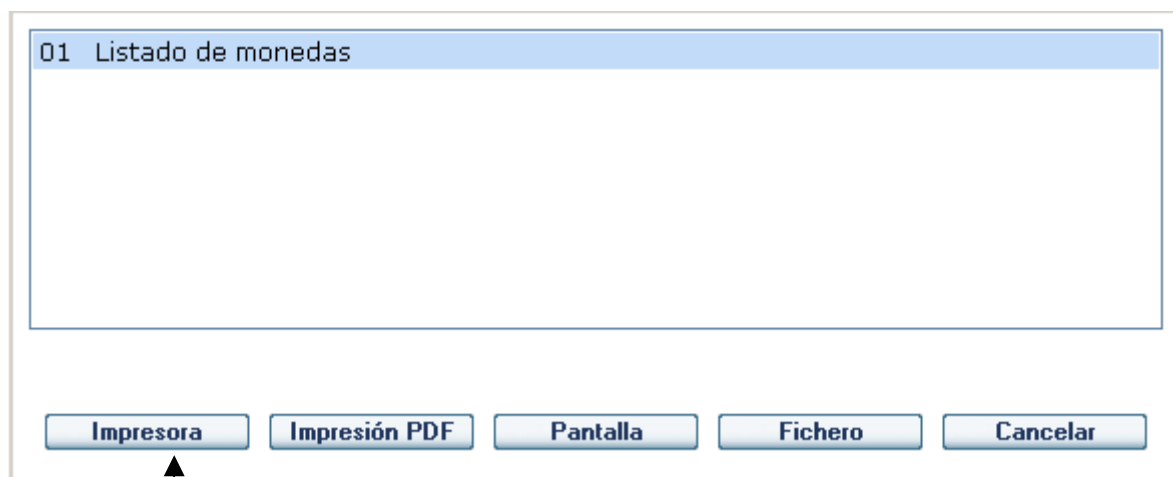 01 Listado de monedas
Impresora Impresión PDF Pantalla Fichero Cancelar